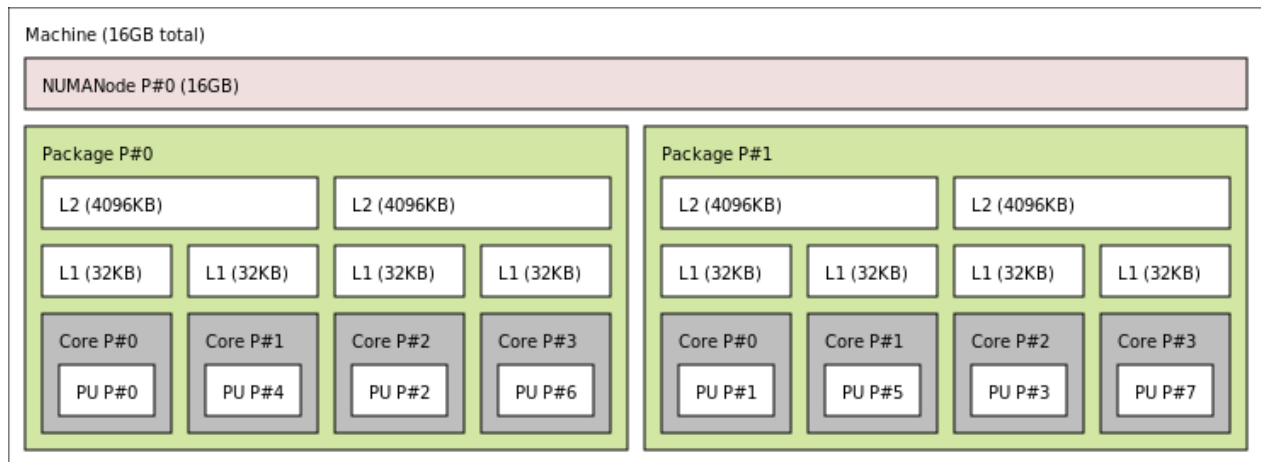 Machine (16GB total)
NUMANode P#0 (16GB)
Package P#0
L2 (4096KB) L2 (4096KB)
L1 (32KB) L1 (32KB) L1 (32KB) L1 (32KB)
Core P#0 Core P#1 Core P#2 Core P#3
PU P#0 PU P#4 PU P#2 PU P#6
Package P#1
L2 (4096KB) L2 (4096KB)
L1 (32KB) L1 (32KB) L1 (32KB) L1 (32KB)
Core P#0 Core P#1 Core P#2 Core P#3
PU P#1 PU P#5 PU P#3 PU P#7